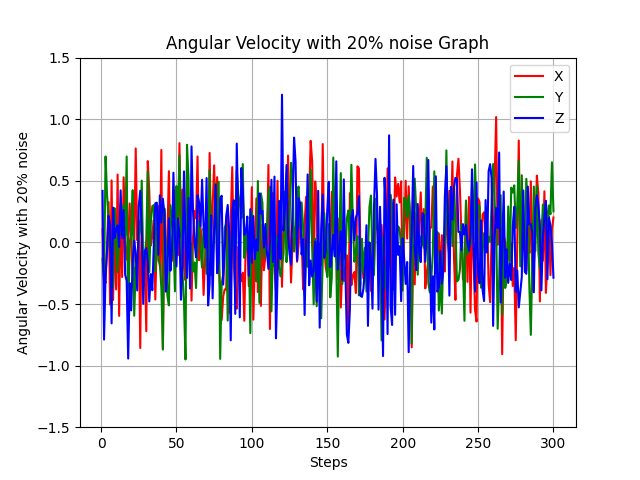 Angular Velocity with 20% noise Graph
X
Y
Z
1.5
1.0
0.5
0.0
−0.5
−1.0
−1.5
Angular Velocity with 20% noise
0 50 100 150 200 250 300
Steps